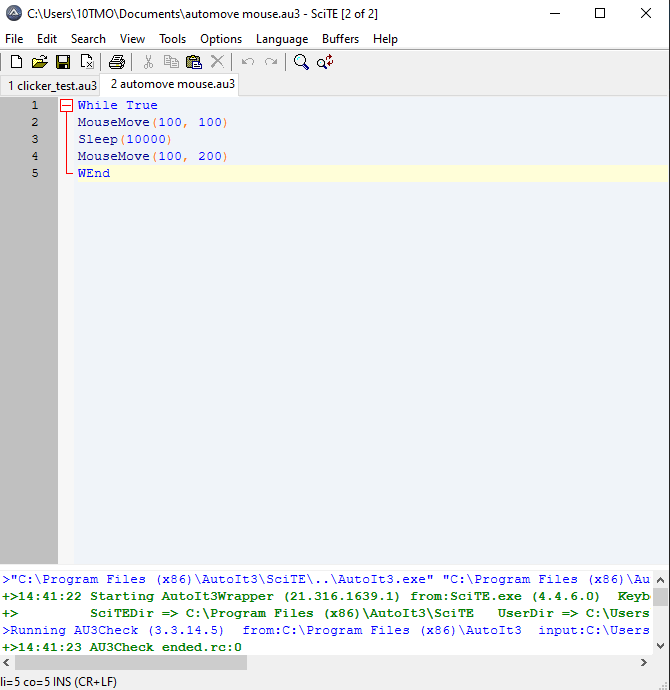 C:\Users\10TMO\Documents\automove mouse.au3 - SciTE [2 of 2]
File Edit Search View Tools Options Language Buffers Help
1 clicker_test.au3 2 automove mouse.au3
1 While True
2 MouseMove(100, 100)
3 Sleep(10000)
4 MouseMove(100, 200)
5 WEnd
>"C:\Program Files (x86)\AutoIt3\SciTE\..\AutoIt3.exe" "C:\Program Files (x86)\Au
+>14:41:22 Starting AutoIt3Wrapper (21.316.1639.1) from:SciTE.exe (4.4.6.0) Keyb
+> SciTEDir => C:\Program Files (x86)\AutoIt3\SciTE UserDir => C:\Users
>Running AU3Check (3.3.14.5) from:C:\Program Files (x86)\AutoIt3 input:C:\Users
+>14:41:23 AU3Check ended.rc:0
li=5 co=5 INS (CR+LF)